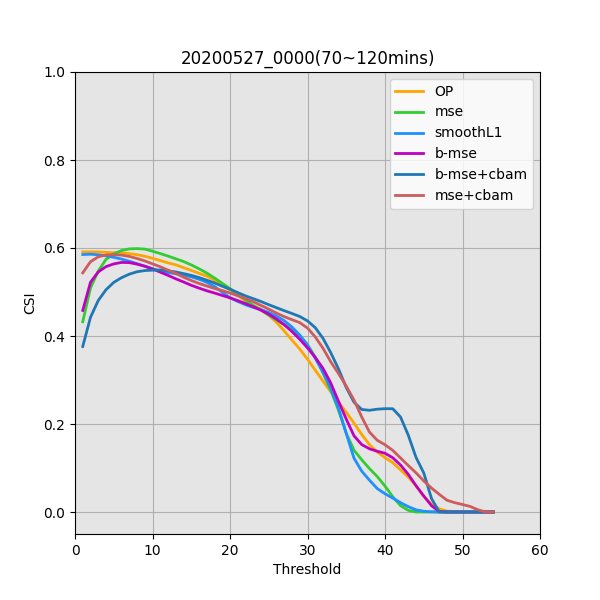 20200527_0000(70~120mins)
1.0
0.8
0.6
0.4
0.2
0.0
CSI
OP
mse
smoothL1
b-mse
b-mse+cbam
mse+cbam
0 10 20 30 40 50 60
Threshold